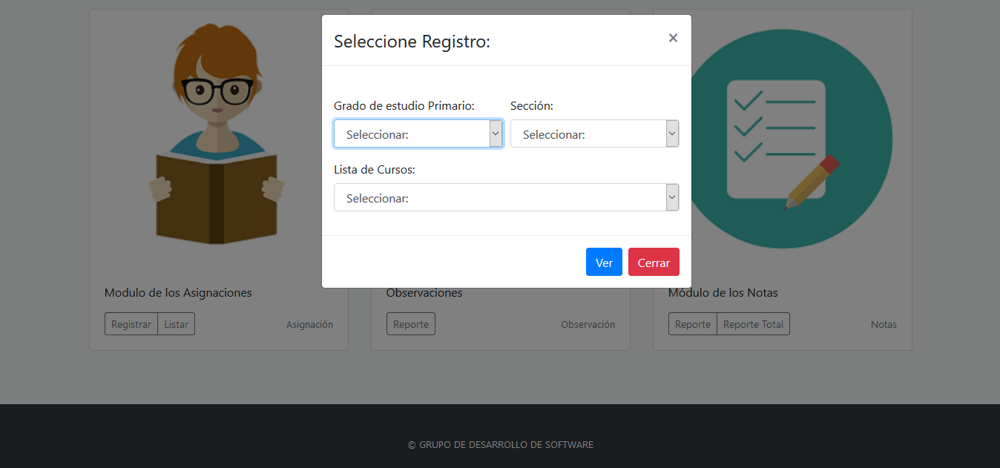 Seleccione Registro:
×
Grado de estudio Primario:
Sección:
Seleccionar:
Seleccionar:
Lista de Cursos:
Seleccionar:
Ver
Cerrar
Modulo de los Asignaciones
Registrar
Listar
Asignación
Observaciones
Reporte
Observación
Módulo de los Notas
Reporte
Reporte Total
Notas
© GRUPO DE DESARROLLO DE SOFTWARE